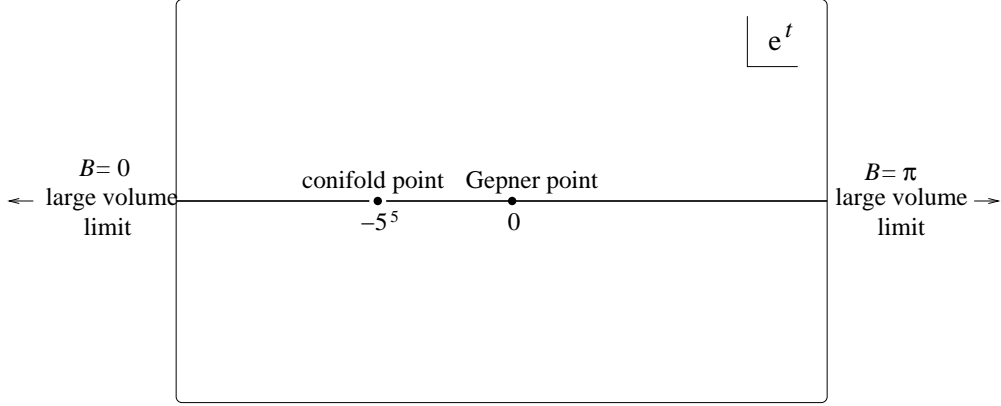 e^t
B= 0
large volume
limit
conifold point
Gepner point
−5^5
0
B= π
large volume
limit